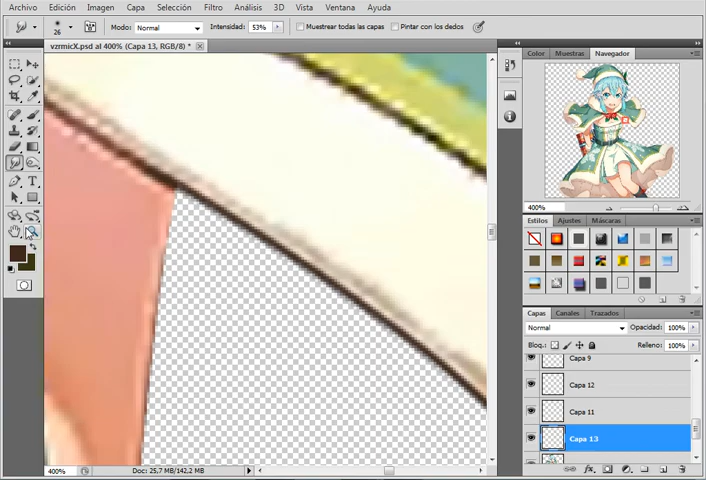 Edición Imagen Capa Selección Filtro Análisis 3D Vista Ventana Ayuda
26 Modo: Normal Intensidad: 53% Muestrear todas las capas Pintar con los dedos
vzrmicX.psd al 400% (Capa 13, RGB/8) *
Color Muestras Navegador
400%
Estilos Ajustes Máscaras
Capas Canales Trazados
Normal Opacidad: 100%
Bloq.: Relleno: 100%
Capa 9
Capa 12
Capa 11
Capa 13
400% Doc: 25,7 MB/142,2 MB